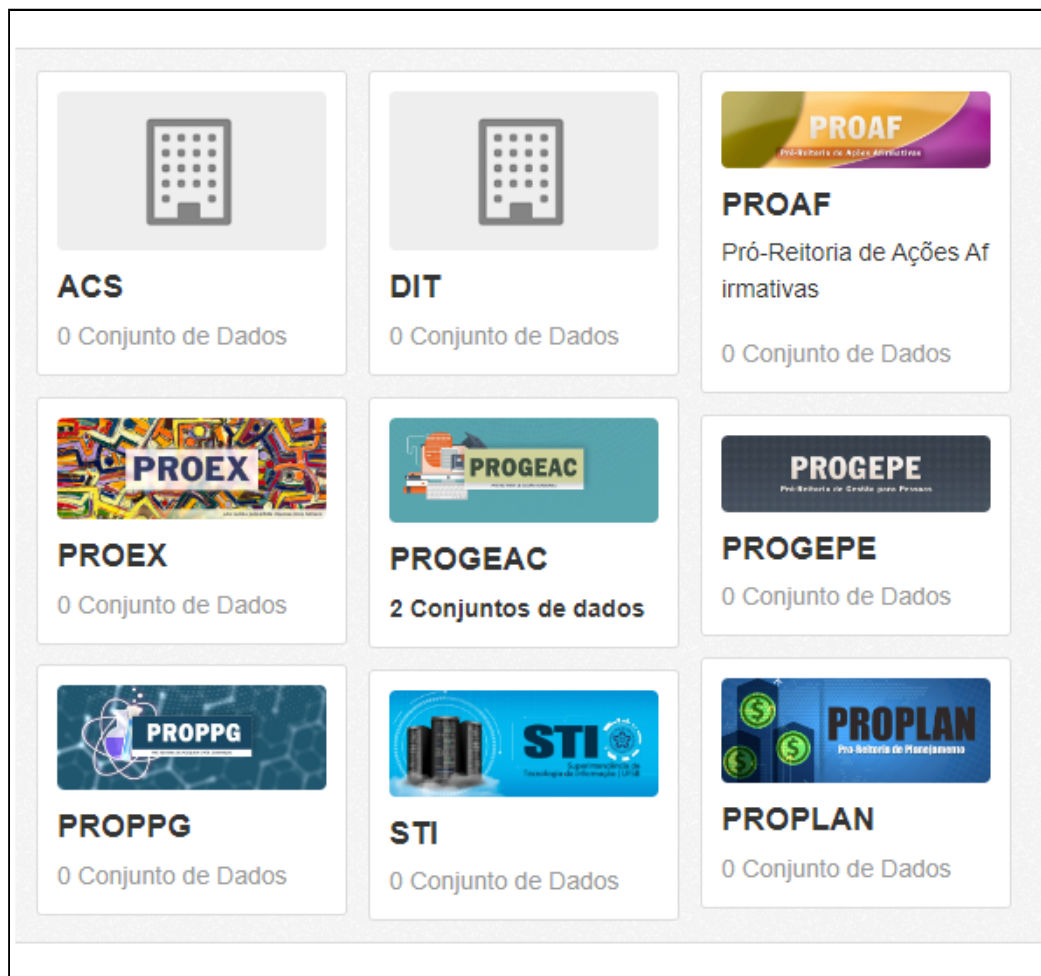 ACS
0 Conjunto de Dados
DIT
0 Conjunto de Dados
PROAF
Pró-Reitoria de Ações Afirmativas
PROAF
Pró-Reitoria de Ações Af
irmativas
0 Conjunto de Dados
PROEX
PROEX
0 Conjunto de Dados
PROGEAC
PROGEAC
2 Conjuntos de dados
PROGEPE
Pró-Reitoria de Gestão para Pessoas
PROGEPE
0 Conjunto de Dados
PROPPG
PROPPG
0 Conjunto de Dados
STI
Superintendência de
Tecnologia da Informação | UFSB
STI
0 Conjunto de Dados
PROPLAN
Pró-Reitoria de Planejamento
PROPLAN
0 Conjunto de Dados